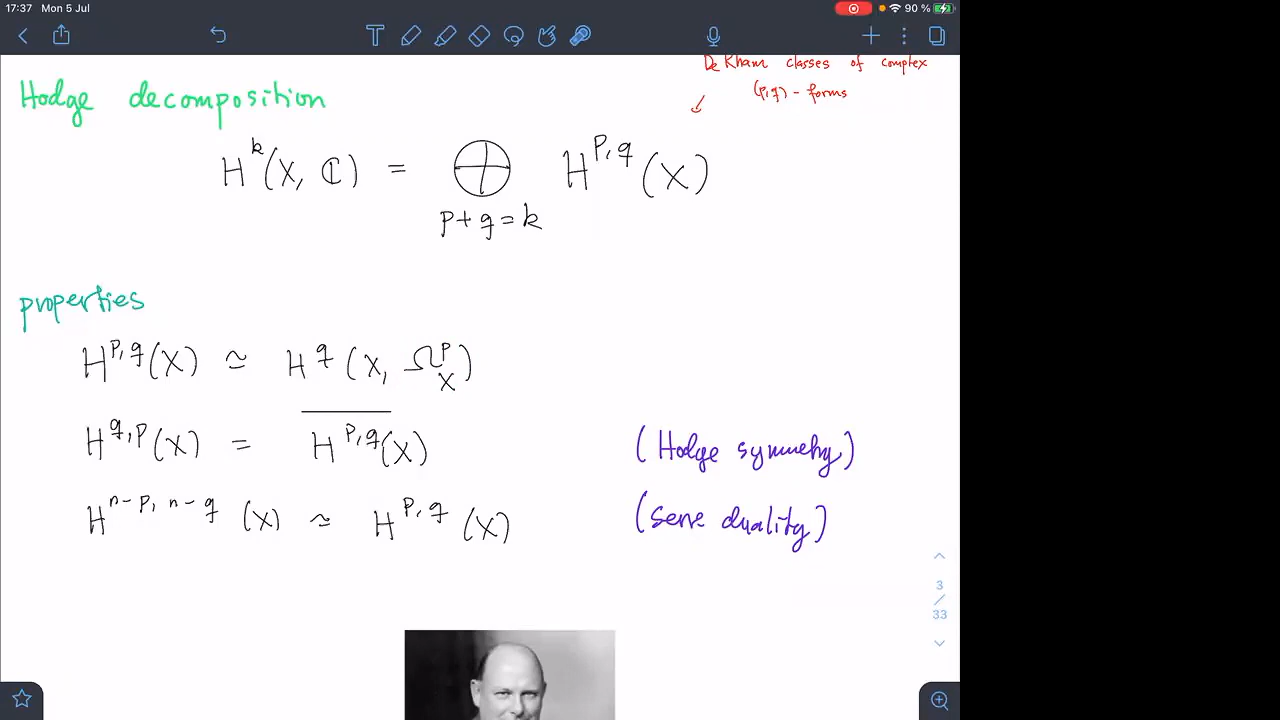 17:37 Mon 5 Jul
90 %
De Rham classes of complex
(p,q) - forms
Hodge decomposition
H^k(X, ℂ) = ⊕_{p+q=k} H^{p,q}(X)
properties
H^{p,q}(X) ≃ H^q(X, Ω^p_X)
H^{q,p}(X) = \overline{H^{p,q}(X)} (Hodge symmetry)
H^{n-p, n-q}(X) ≃ H^{p,q}(X) (Serre duality)
3
/
33